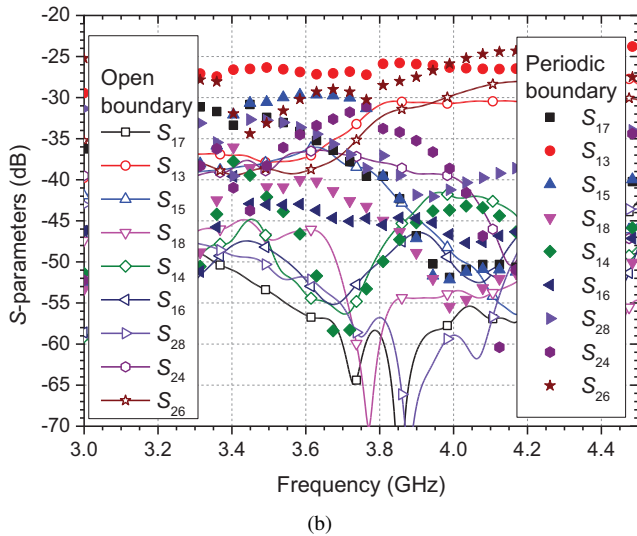 -20
-25
-30
-35
-40
-45
-50
-55
-60
-65
-70
S-parameters (dB)
Open
boundary
S17
S13
S15
S18
S14
S16
S28
S24
S26
Periodic
boundary
S17
S13
S15
S18
S14
S16
S28
S24
S26
3.0 3.2 3.4 3.6 3.8 4.0 4.2 4.4
Frequency (GHz)
(b)